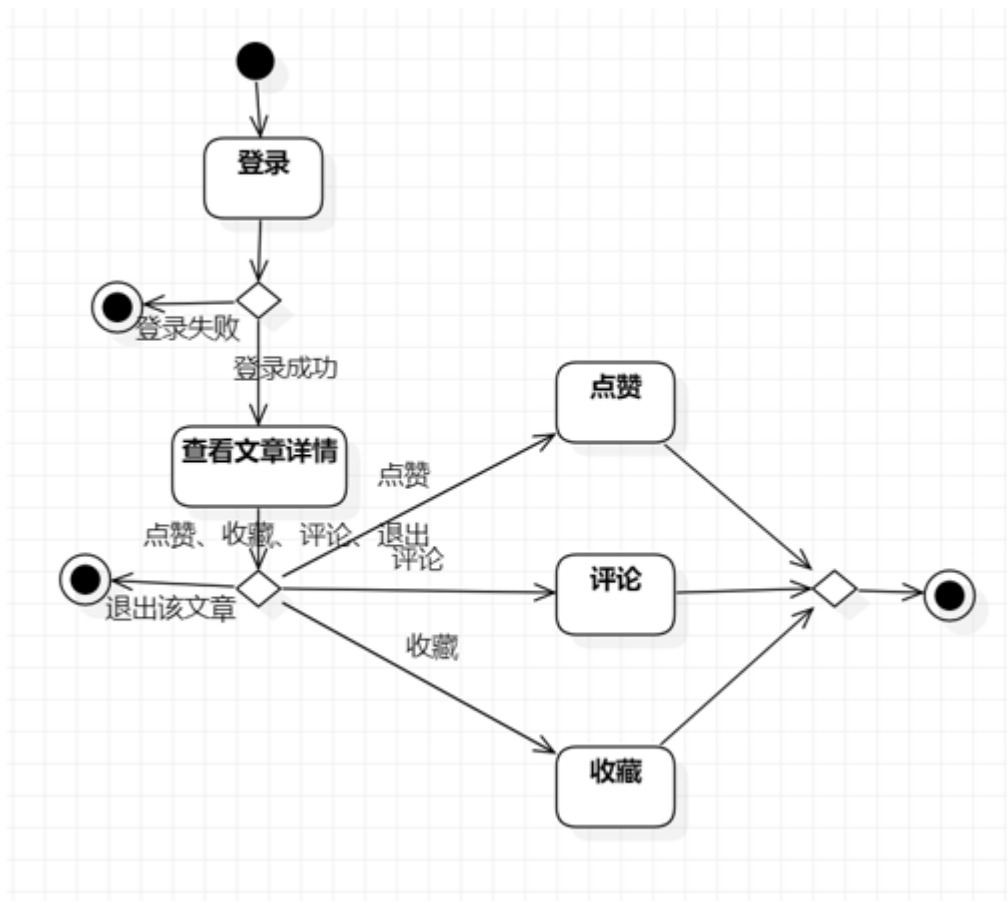 登录
登录失败
登录成功
点赞
查看文章详情
点赞
点赞、收藏、评论、退出
评论
评论
退出该文章
收藏
收藏